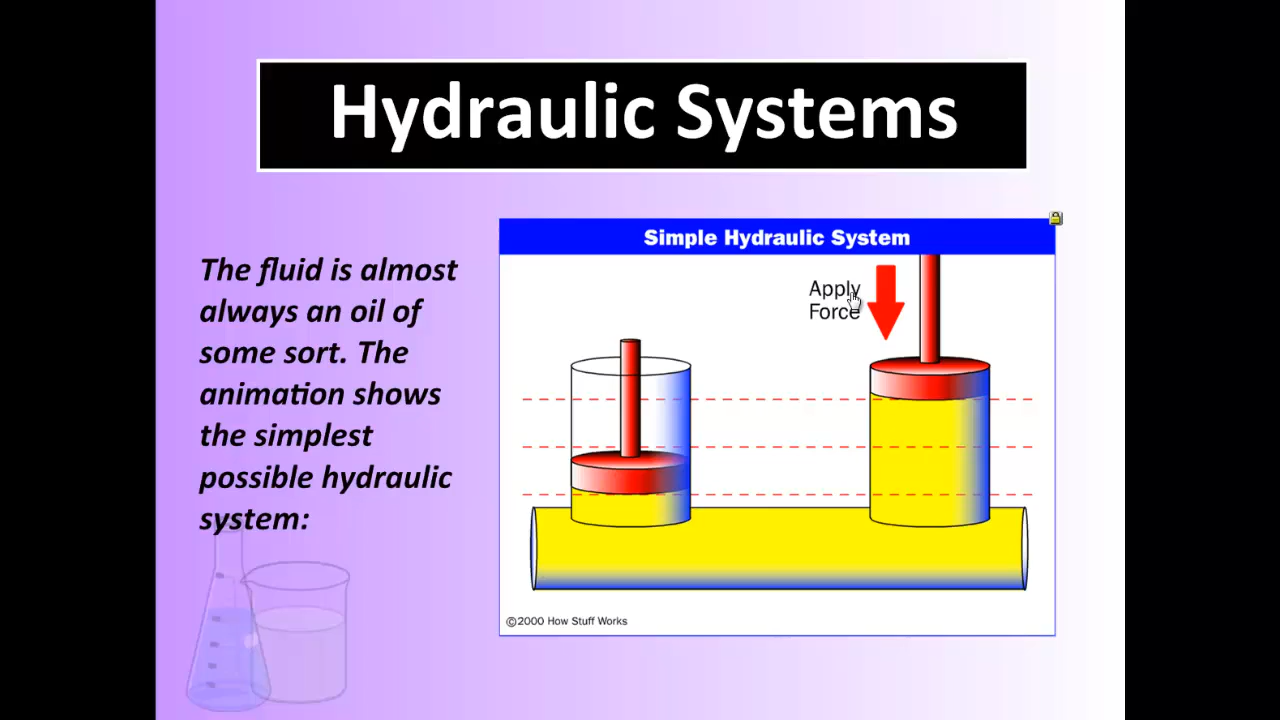 Hydraulic Systems
The fluid is almost
always an oil of
some sort. The
animation shows
the simplest
possible hydraulic
system:
Simple Hydraulic System
Apply
Force
©2000 How Stuff Works